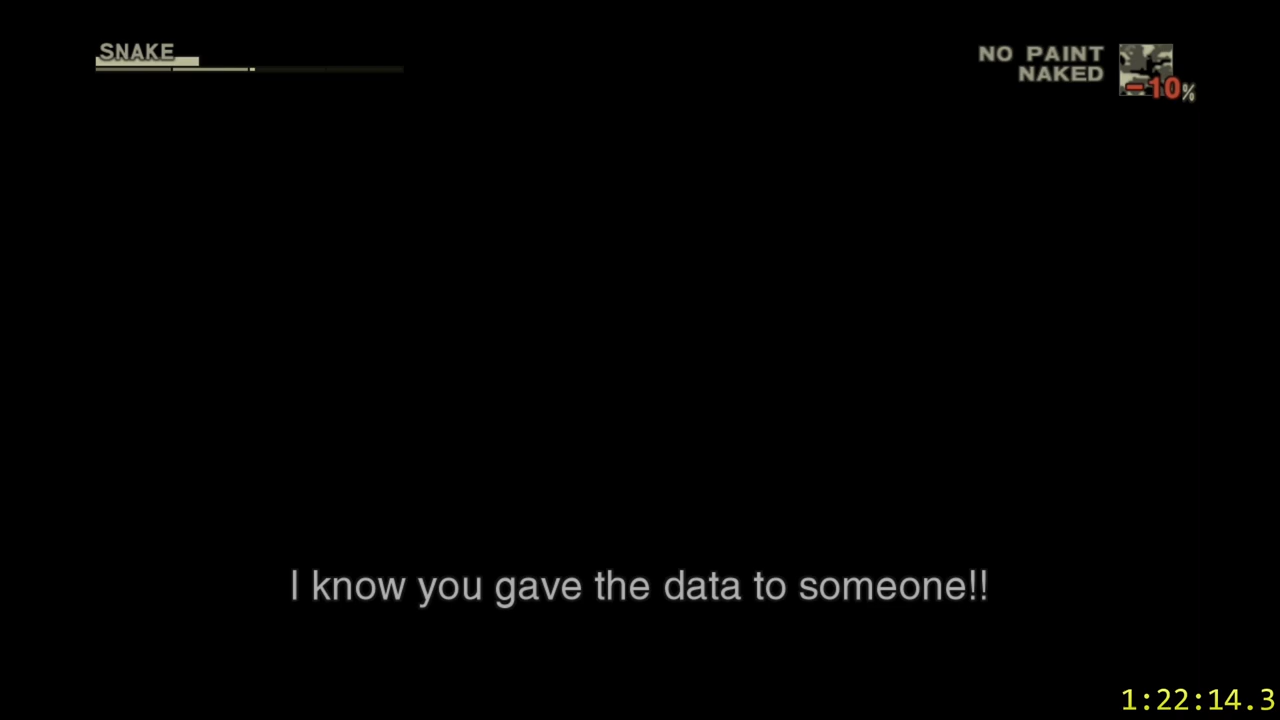 SNAKE
NO PAINT
NAKED
-10%
I know you gave the data to someone!!
1:22:14.3